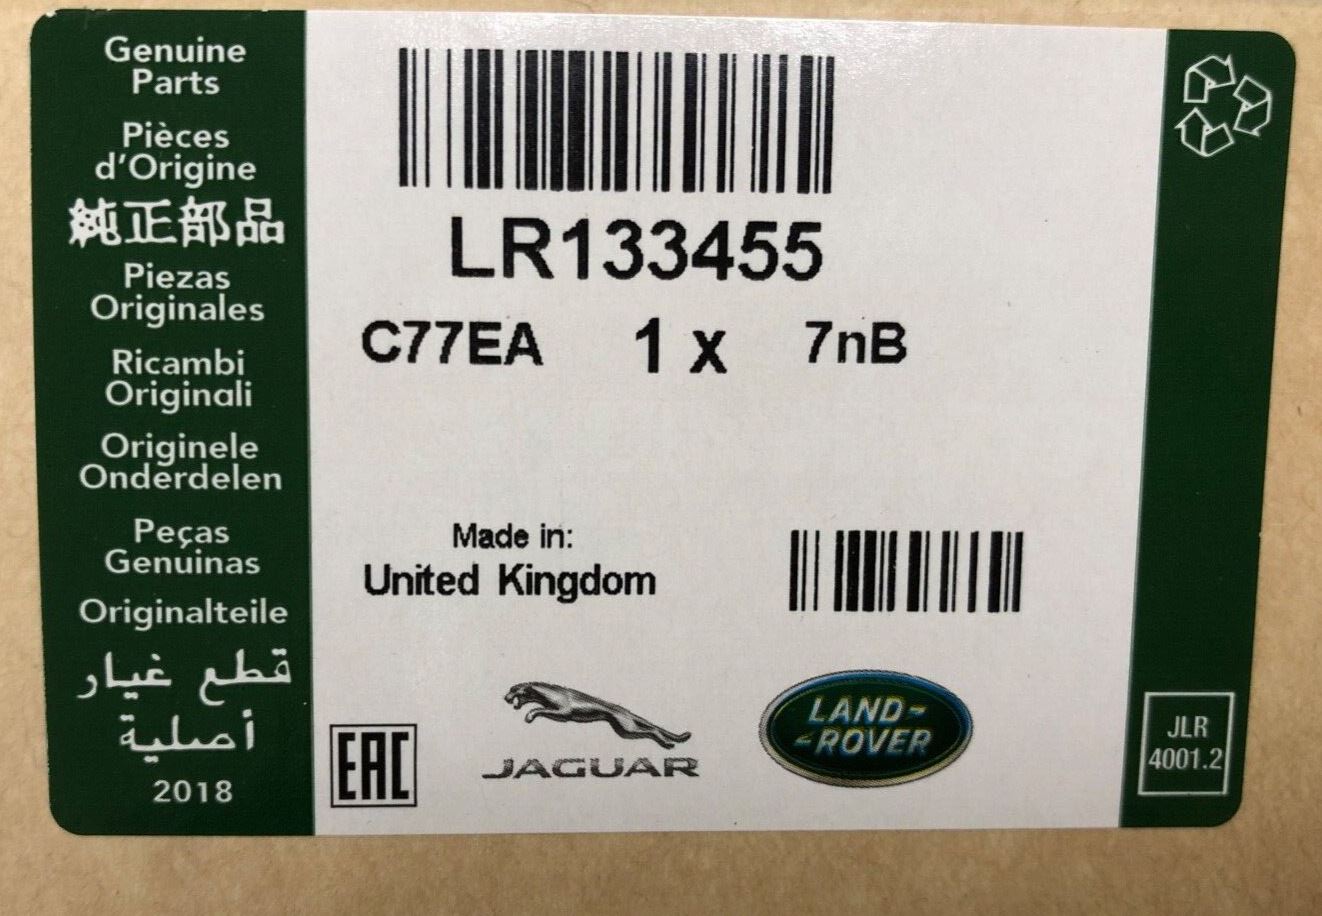 Genuine
Parts
Pièces
d'Origine
純正部品
Piezas
Originales
Ricambi
Originali
Originele
Onderdelen
Peças
Genuinas
Originalteile
قطع غيار
أصلية
2018
LR133455
C77EA 1 x 7nB
Made in:
United Kingdom
EAC
JAGUAR
LAND-
-ROVER
JLR
4001.2